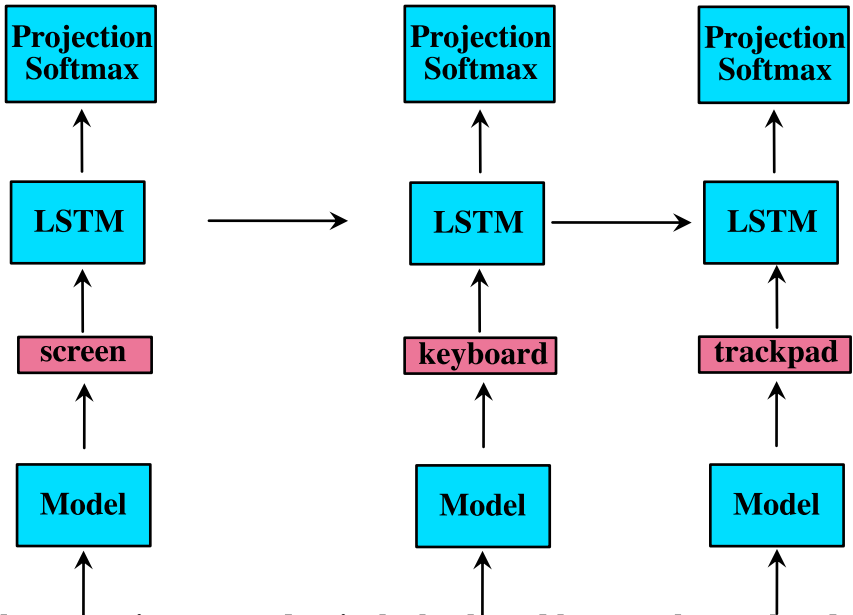 Projection
Softmax
Projection
Softmax
Projection
Softmax
LSTM
LSTM
LSTM
screen
keyboard
trackpad
Model
Model
Model